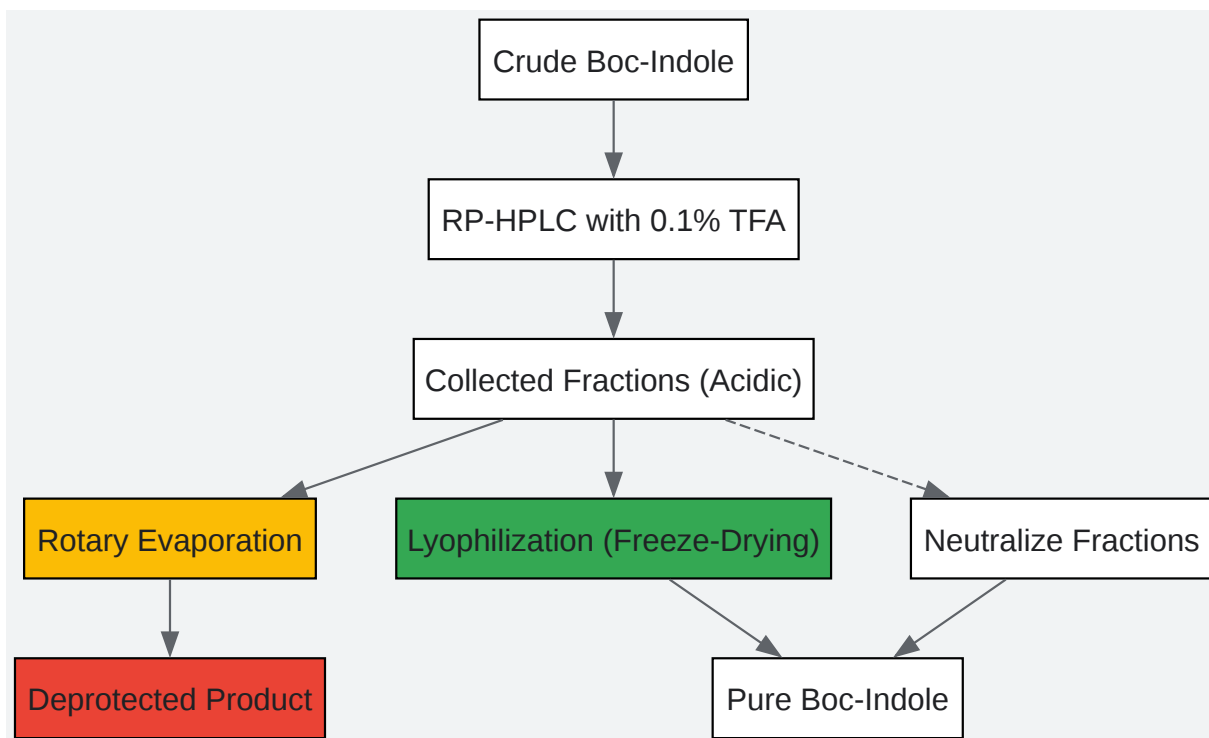 Crude Boc-Indole
RP-HPLC with 0.1% TFA
Collected Fractions (Acidic)
Rotary Evaporation
Lyophilization (Freeze-Drying)
Neutralize Fractions
Deprotected Product
Pure Boc-Indole